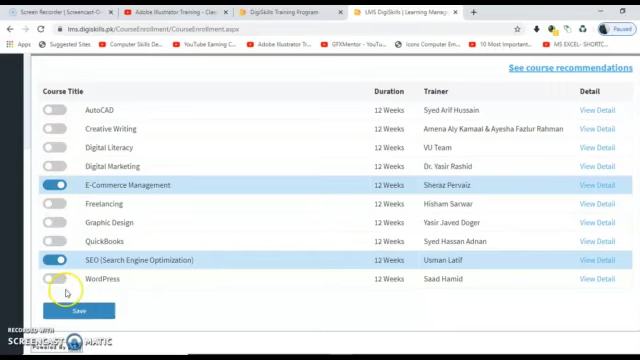 Screen Recorder | Screencast-O Adobe Illustrator Training - Clas DigiSkills Training Program LMS DigiSkills | Learning Manage
lms.digiskills.pk/CourseEnrollment/CourseEnrollment.aspx Paused
Apps Suggested Sites Computer Skills De YouTube Earning C Adobe Illustrator Tr GFXMentor - YouTu Icons Computer Em 10 Most Important MS EXCEL- SHORTC
See course recommendations
Course Title Duration Trainer Detail
AutoCAD 12 Weeks Syed Arif Hussain View Detail
Creative Writing 12 Weeks Amena Aly Kamaal & Ayesha Fazlur Rahman View Detail
Digital Literacy 12 Weeks VU Team View Detail
Digital Marketing 12 Weeks Dr. Yasir Rashid View Detail
E-Commerce Management 12 Weeks Sheraz Pervaiz View Detail
Freelancing 12 Weeks Hisham Sarwar View Detail
Graphic Design 12 Weeks Yasir Javed Doger View Detail
QuickBooks 12 Weeks Syed Hassan Adnan View Detail
SEO (Search Engine Optimization) 12 Weeks Usman Latif View Detail
WordPress 12 Weeks Saad Hamid View Detail
Save
RECORDED WITH
SCREENCAST MATIC
Powered By